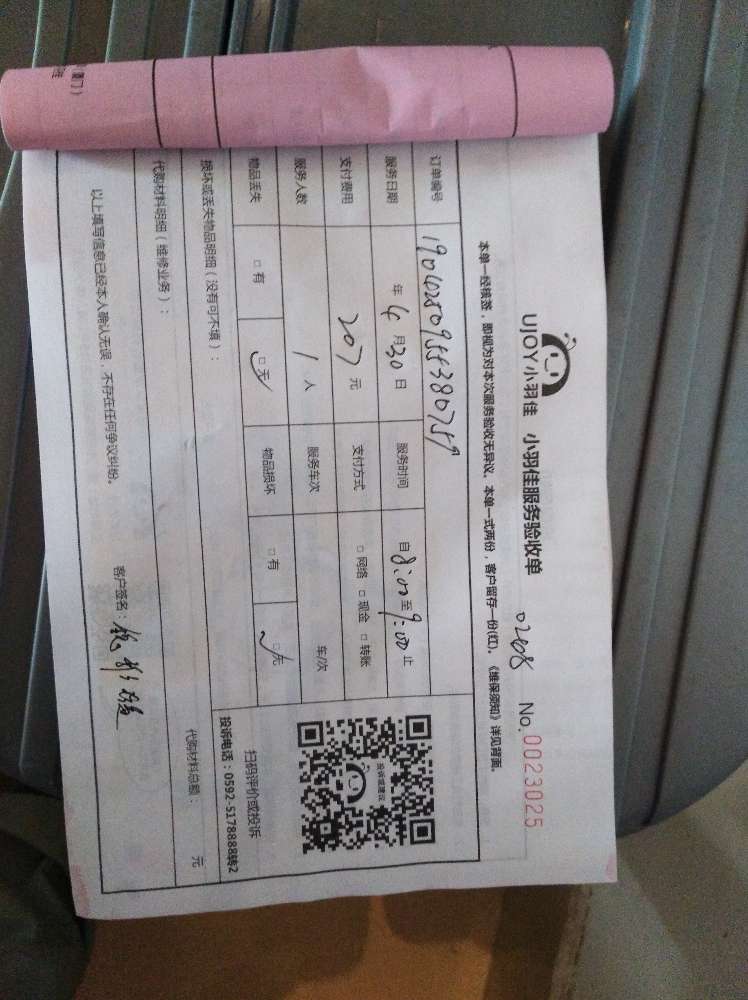 UJOY小羽佳 小羽佳服务验收单 No.0023025
本单一经核签，即视为对本次服务验收无异议。本单一式两份，客户留存一份(红)。《维保须知》详见背面。
订单编号
服务日期 年 4 月 30 日 服务时间 自 8:00 至 9:00 止
支付费用 207 元 支付方式 □网络 □现金 □转账
服务人数 1 人 服务车次 车/次
物品丢失 □有 □无 物品损坏 □有 □无
损坏或丢失物品明细（没有可不填）：
扫码评价或投诉
投诉电话：0592-5178888转2
代购材料明细（维修业务）： 代购材料总额： 元
以上填写信息已经本人确认无误，不存在任何争议纠纷。 客户签名：